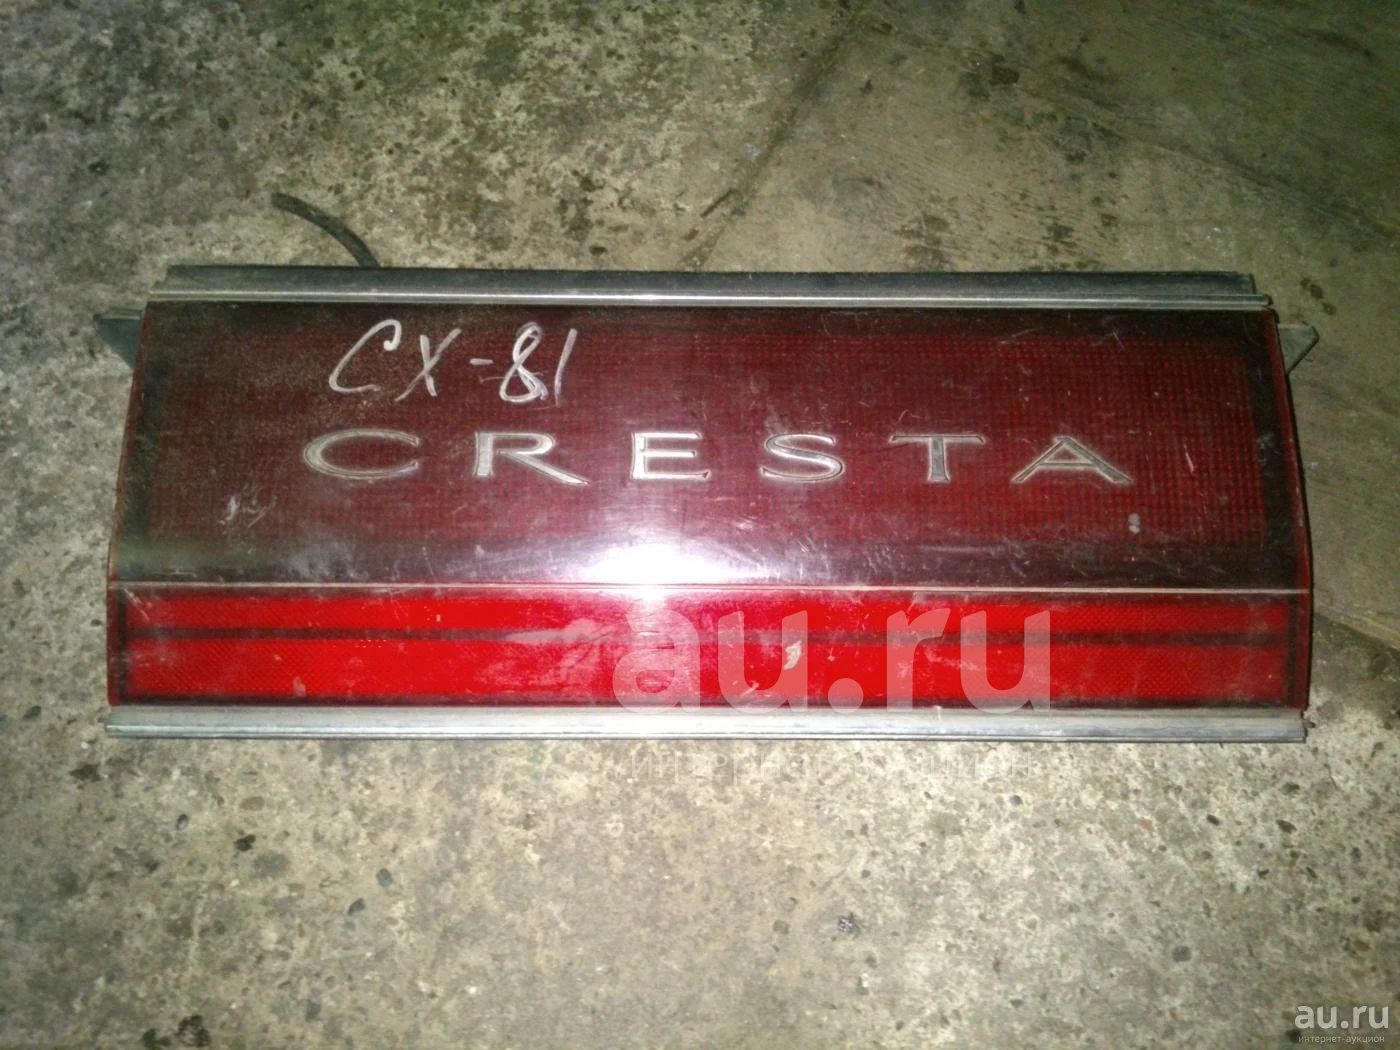 CX-81
CRESTA
au.ru
интернет-аукцион
au.ru
интернет-аукцион